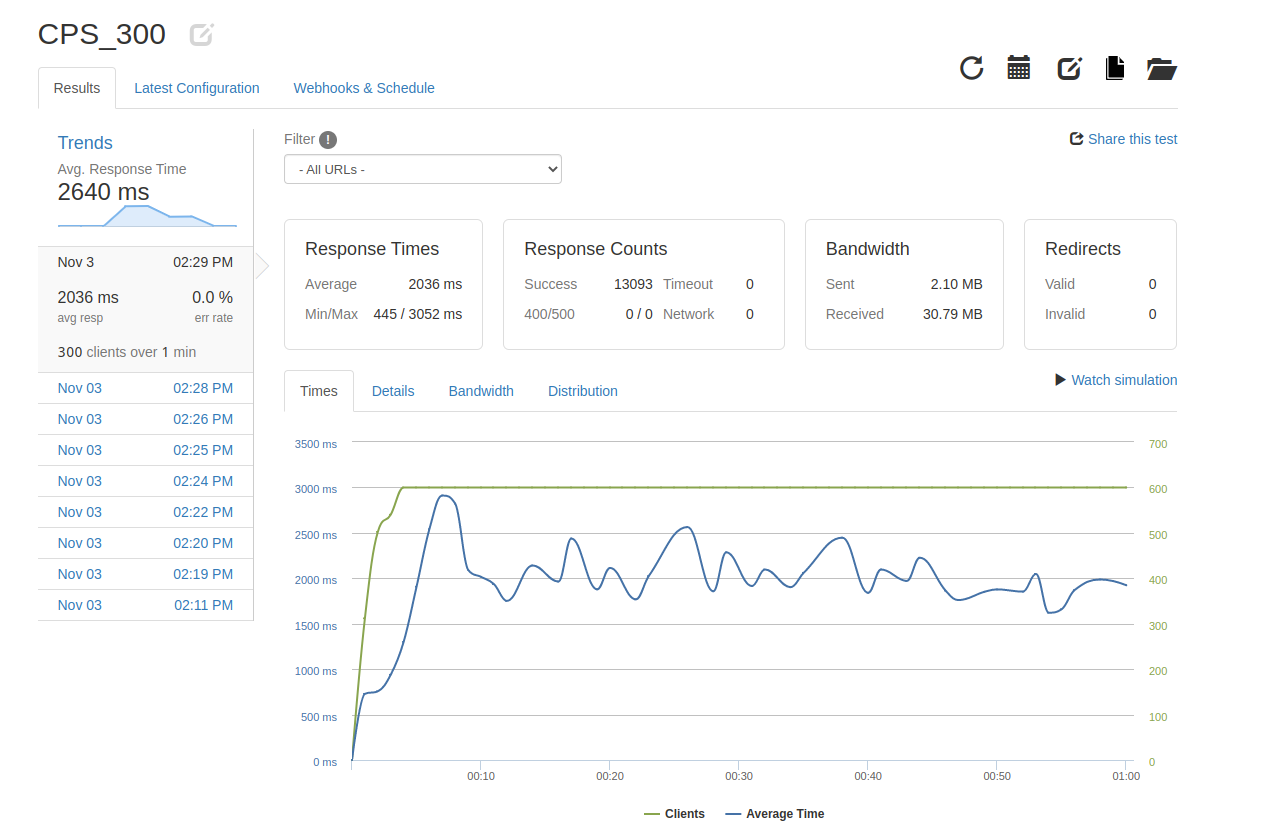 CPS_300
Results Latest Configuration Webhooks & Schedule
Trends
Avg. Response Time
2640 ms
Nov 3 02:29 PM
2036 ms 0.0 %
avg resp err rate
300 clients over 1 min
Nov 03 02:28 PM
Nov 03 02:26 PM
Nov 03 02:25 PM
Nov 03 02:24 PM
Nov 03 02:22 PM
Nov 03 02:20 PM
Nov 03 02:19 PM
Nov 03 02:11 PM
Filter !
Share this test
- All URLs -
Response Times
Average 2036 ms
Min/Max 445 / 3052 ms
Response Counts
Success 13093 Timeout 0
400/500 0 / 0 Network 0
Bandwidth
Sent 2.10 MB
Received 30.79 MB
Redirects
Valid 0
Invalid 0
Times Details Bandwidth Distribution
Watch simulation
3500 ms 700
3000 ms 600
2500 ms 500
2000 ms 400
1500 ms 300
1000 ms 200
500 ms 100
0 ms 0
00:10 00:20 00:30 00:40 00:50 01:00
Clients Average Time